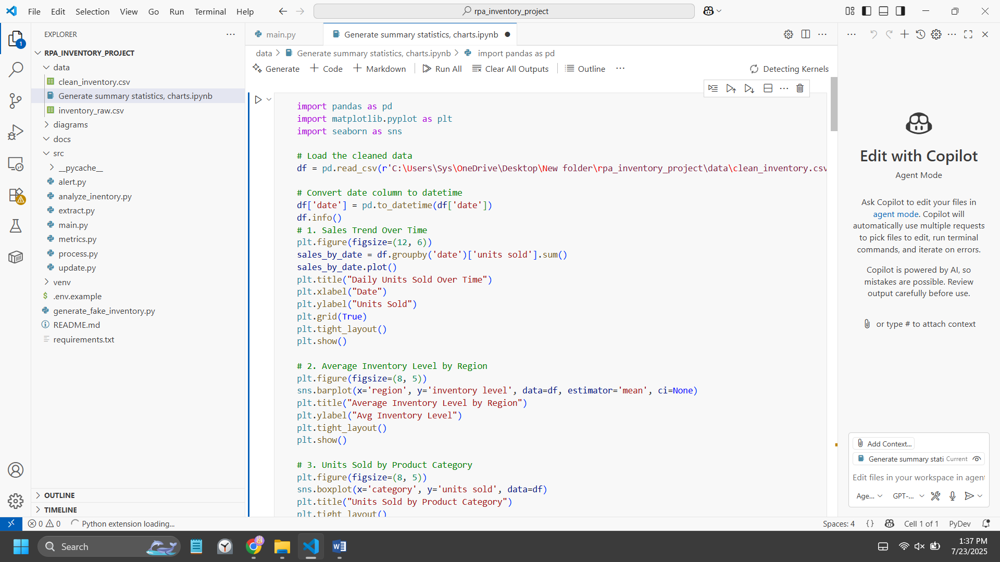 File Edit Selection View Go Run Terminal Help
rpa_inventory_project
EXPLORER
RPA_INVENTORY_PROJECT
data
clean_inventory.csv
Generate summary statistics, charts.ipynb
inventory_raw.csv
diagrams
docs
src
__pycache__
alert.py
analyze_inentory.py
extract.py
main.py
metrics.py
process.py
update.py
venv
.env.example
generate_fake_inventory.py
README.md
requirements.txt
OUTLINE
TIMELINE
main.py
Generate summary statistics, charts.ipynb
data > Generate summary statistics, charts.ipynb > import pandas as pd
Generate + Code + Markdown Run All Clear All Outputs Outline ... Detecting Kernels
import pandas as pd
import matplotlib.pyplot as plt
import seaborn as sns
# Load the cleaned data
df = pd.read_csv(r'C:\Users\Sys\OneDrive\Desktop\New folder\rpa_inventory_project\data\clean_inventory.csv
# Convert date column to datetime
df['date'] = pd.to_datetime(df['date'])
df.info()
# 1. Sales Trend Over Time
plt.figure(figsize=(12, 6))
sales_by_date = df.groupby('date')['units sold'].sum()
sales_by_date.plot()
plt.title("Daily Units Sold Over Time")
plt.xlabel("Date")
plt.ylabel("Units Sold")
plt.grid(True)
plt.tight_layout()
plt.show()
# 2. Average Inventory Level by Region
plt.figure(figsize=(8, 5))
sns.barplot(x='region', y='inventory level', data=df, estimator='mean', ci=None)
plt.title("Average Inventory Level by Region")
plt.ylabel("Avg Inventory Level")
plt.tight_layout()
plt.show()
# 3. Units Sold by Product Category
plt.figure(figsize=(8, 5))
sns.boxplot(x='category', y='units sold', data=df)
plt.title("Units Sold by Product Category")
plt.tight_layout()
Edit with Copilot
Agent Mode
Ask Copilot to edit your files in
agent mode. Copilot will
automatically use multiple requests
to pick files to edit, run terminal
commands, and iterate on errors.
Copilot is powered by AI, so
mistakes are possible. Review
output carefully before use.
or type # to attach context
Add Context...
Generate summary stati Current
Edit files in your workspace in agent
Age... GPT-...
0 0 Python extension loading...
Spaces: 4 {} Cell 1 of 1 PyDev
1
Search
1:37 PM
7/23/2025